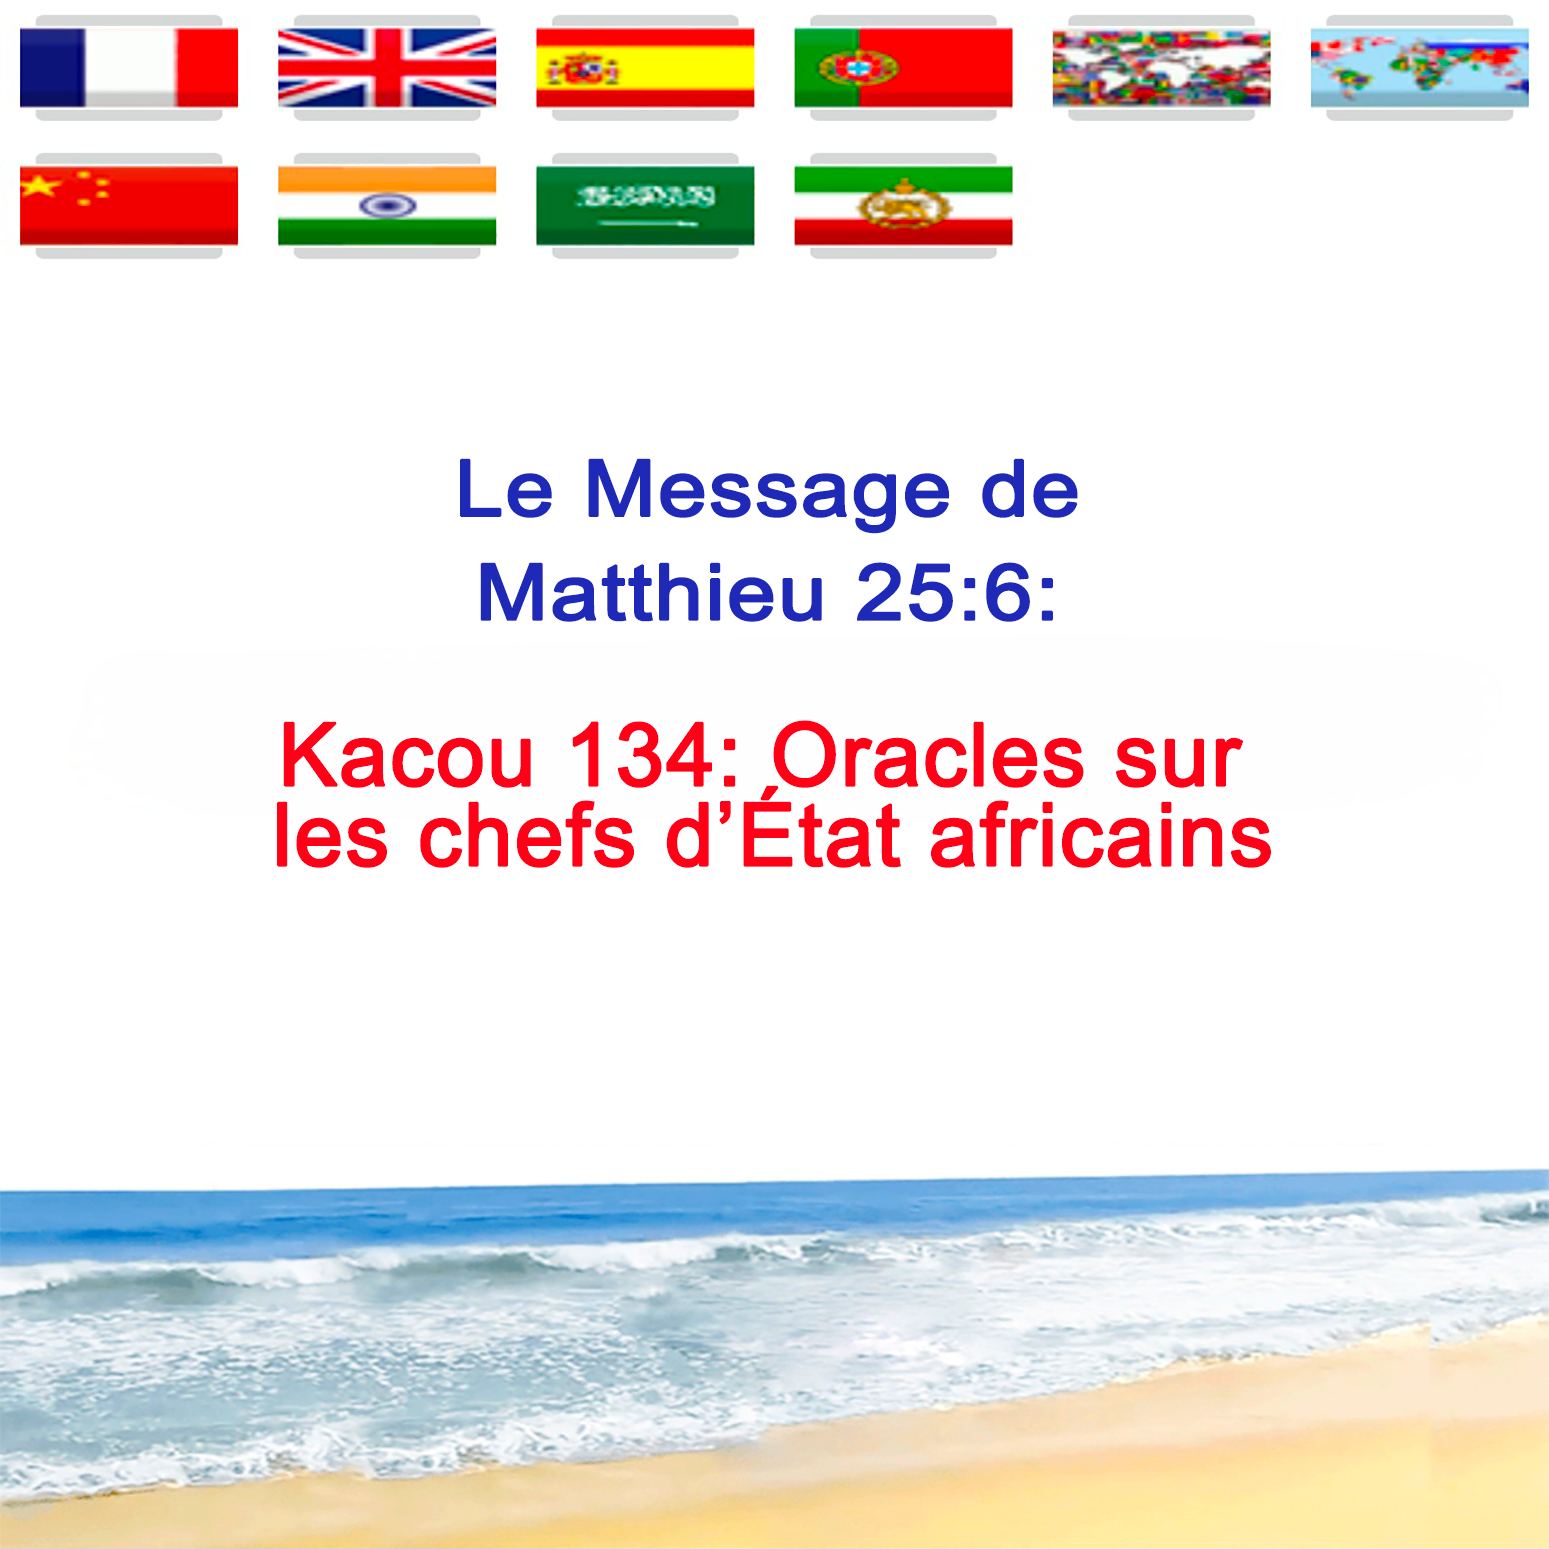 Le Message de
Matthieu 25:6:
Kacou 134: Oracles sur
les chefs d’État africains